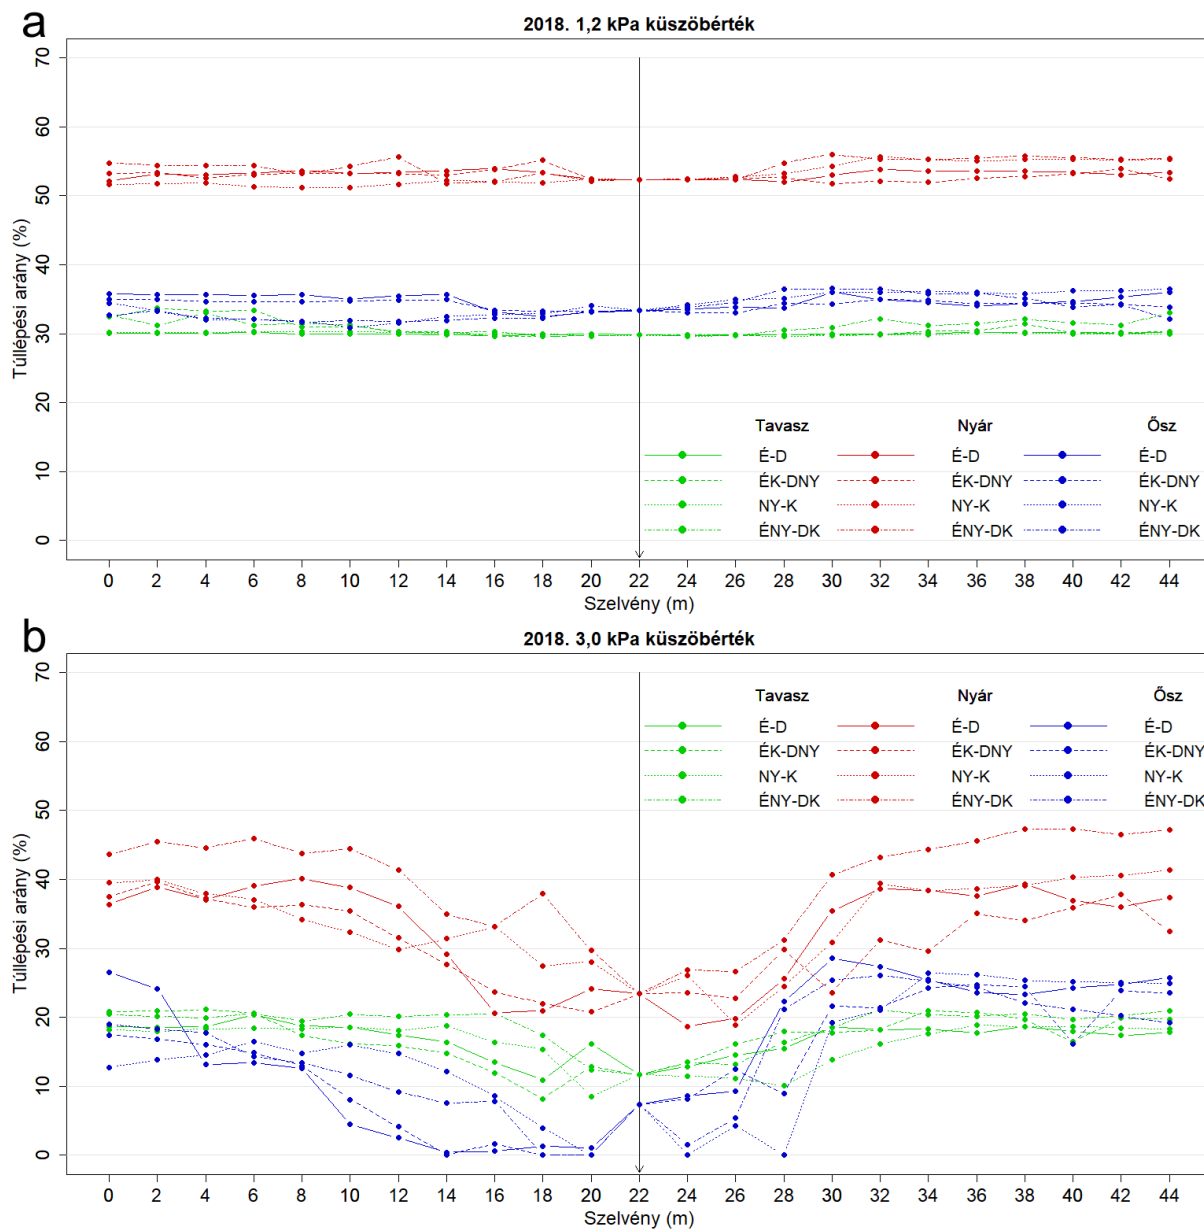 a
2018. 1,2 kPa küszöbérték
Túllépési arány (%)
70
60
50
40
30
20
10
0
Tavasz Nyár Ősz
É-D É-D É-D
ÉK-DNY ÉK-DNY ÉK-DNY
NY-K NY-K NY-K
ÉNY-DK ÉNY-DK ÉNY-DK
0 2 4 6 8 10 12 14 16 18 20 22 24 26 28 30 32 34 36 38 40 42 44
Szelvény (m)
b
2018. 3,0 kPa küszöbérték
Túllépési arány (%)
70
60
50
40
30
20
10
0
Tavasz Nyár Ősz
É-D É-D É-D
ÉK-DNY ÉK-DNY ÉK-DNY
NY-K NY-K NY-K
ÉNY-DK ÉNY-DK ÉNY-DK
0 2 4 6 8 10 12 14 16 18 20 22 24 26 28 30 32 34 36 38 40 42 44
Szelvény (m)